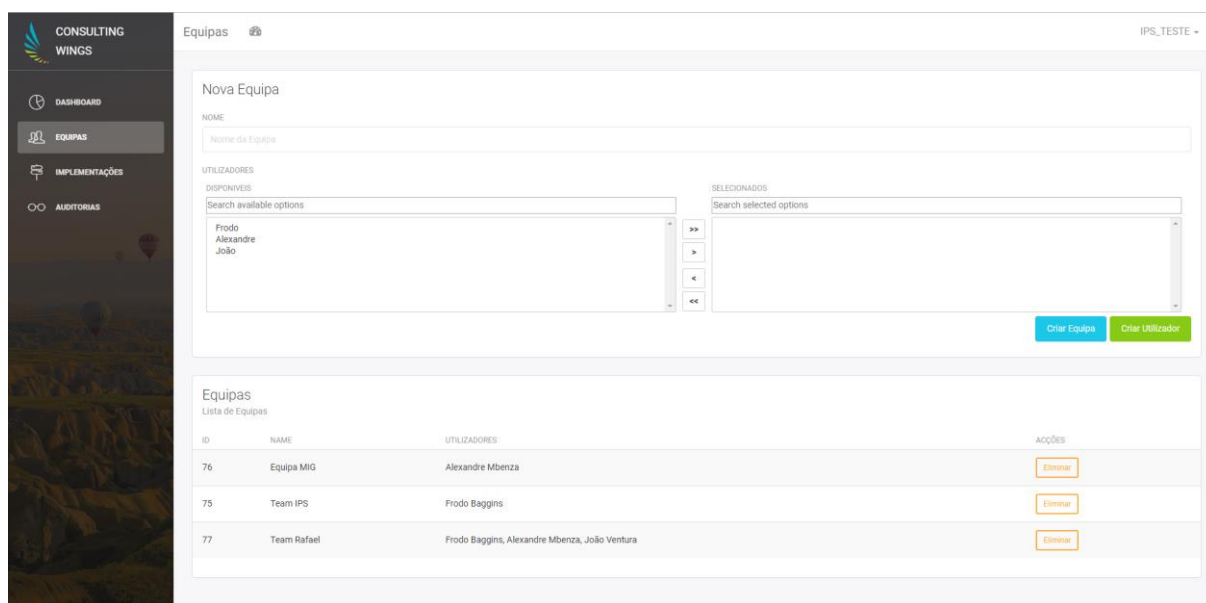 CONSULTING
WINGS
DASHBOARD
EQUIPAS
IMPLEMENTAÇÕES
AUDITORIAS
Equipas
IPS_TESTE
Nova Equipa
NOME
Nome da Equipa
UTILIZADORES
DISPONIVEIS
Search available options
Frodo
Alexandre
João
>>
>
<
<<
SELECIONADOS
Search selected options
Criar Equipa Criar Utilizador
Equipas
Lista de Equipas
ID NAME UTILIZADORES ACÇÕES
76 Equipa MIG Alexandre Mbenza Eliminar
75 Team IPS Frodo Baggins Eliminar
77 Team Rafael Frodo Baggins, Alexandre Mbenza, João Ventura Eliminar